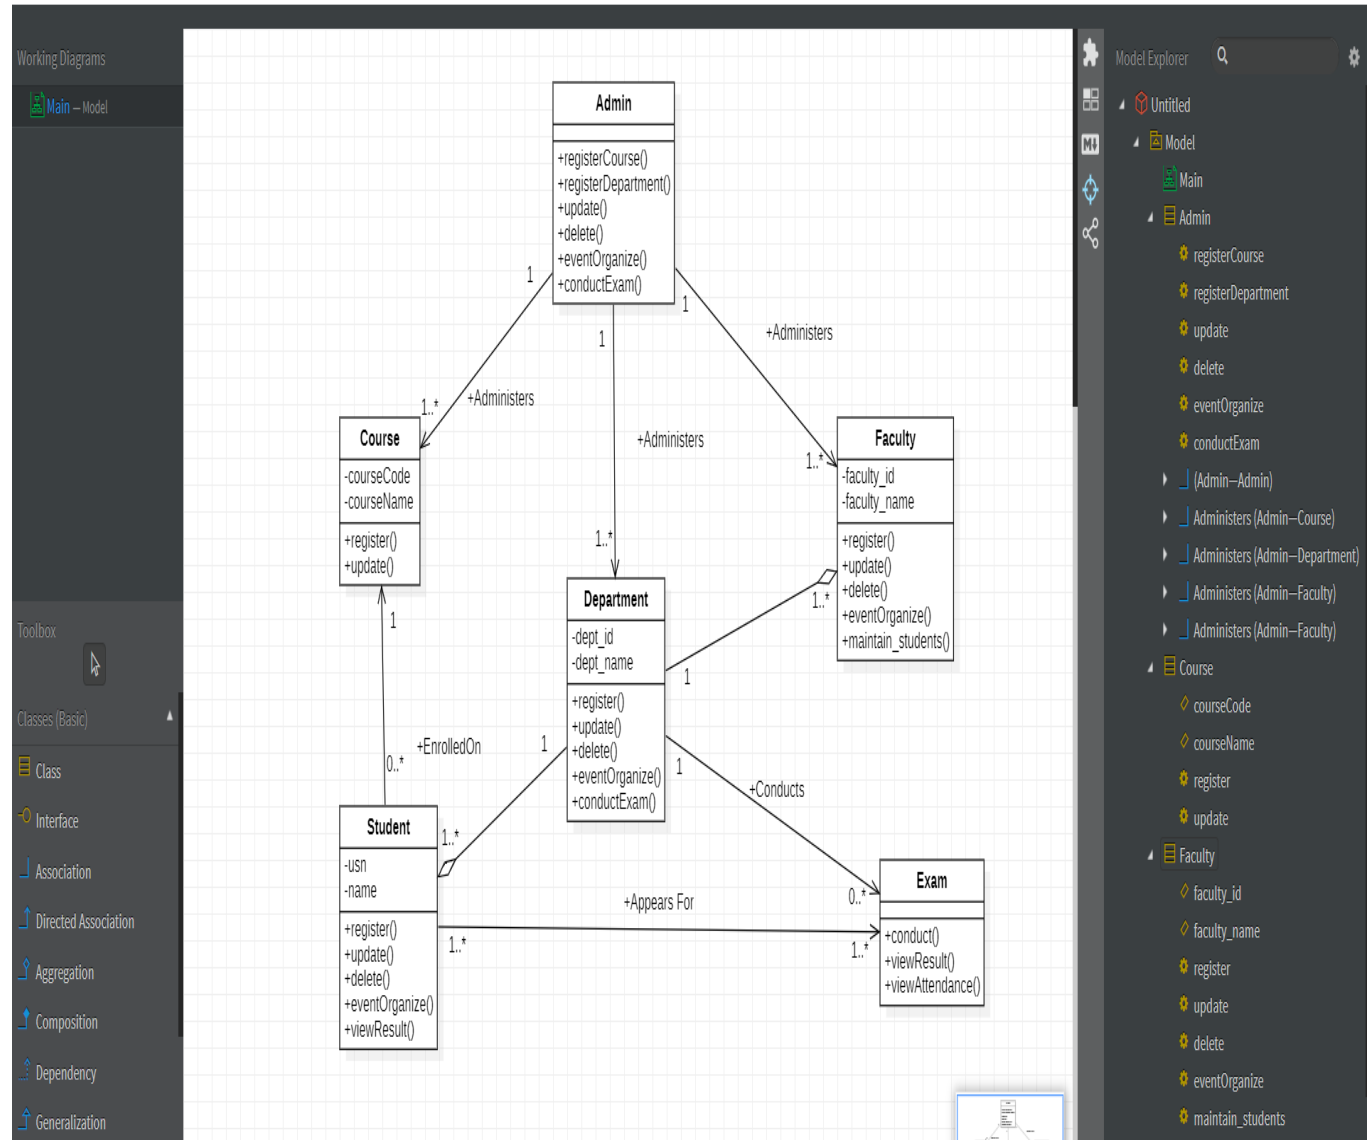 Working Diagrams
Main – Model
Toolbox
Classes (Basic)
Class
Interface
Association
Directed Association
Aggregation
Composition
Dependency
Generalization
Admin
+registerCourse()
+registerDepartment()
+update()
+delete()
+eventOrganize()
+conductExam()
1
1
1
+Administers
+Administers
+Administers
1..*
1..*
1..*
Course
-courseCode
-courseName
+register()
+update()
Faculty
-faculty_id
-faculty_name
+register()
+update()
+delete()
+eventOrganize()
+maintain_students()
Department
-dept_id
-dept_name
+register()
+update()
+delete()
+eventOrganize()
+conductExam()
1..*
1
1
0..*
+EnrolledOn
1
1..*
1
+Conducts
0..*
Student
-usn
-name
+register()
+update()
+delete()
+eventOrganize()
+viewResult()
+Appears For
1..*
1..*
Exam
+conduct()
+viewResult()
+viewAttendance()
M
Model Explorer
Untitled
Model
Main
Admin
registerCourse
registerDepartment
update
delete
eventOrganize
conductExam
(Admin—Admin)
Administers (Admin—Course)
Administers (Admin—Department)
Administers (Admin—Faculty)
Administers (Admin—Faculty)
Course
courseCode
courseName
register
update
Faculty
faculty_id
faculty_name
register
update
delete
eventOrganize
maintain_students